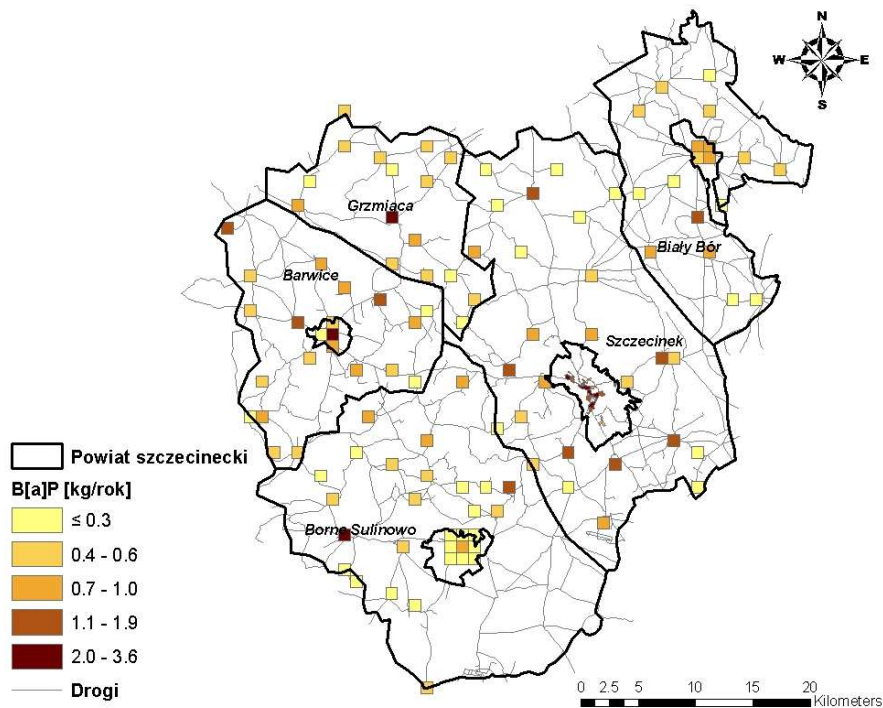 N
W E
S
Grzmiąca
Biały Bór
Barwice
Szczecinek
Borne Sulinowo
Powiat szczecinecki
B[a]P [kg/rok]
≤ 0.3
0.4 - 0.6
0.7 - 1.0
1.1 - 1.9
2.0 - 3.6
Drogi
0 2.5 5 10 15 20
Kilometers